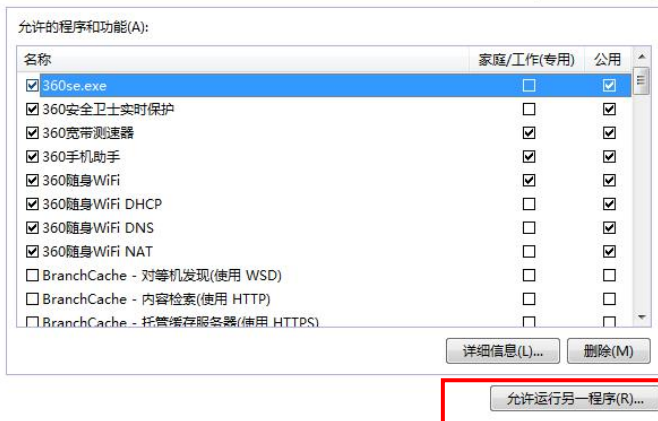 允许的程序和功能(A):
名称 家庭/工作(专用) 公用
360se.exe
360安全卫士实时保护
360宽带测速器
360手机助手
360随身WiFi
360随身WiFi DHCP
360随身WiFi DNS
360随身WiFi NAT
BranchCache - 对等机发现(使用 WSD)
BranchCache - 内容检索(使用 HTTP)
BranchCache - 托管缓存服务器(使用 HTTPS)
详细信息(L)... 删除(M)
允许运行另一程序(R)...